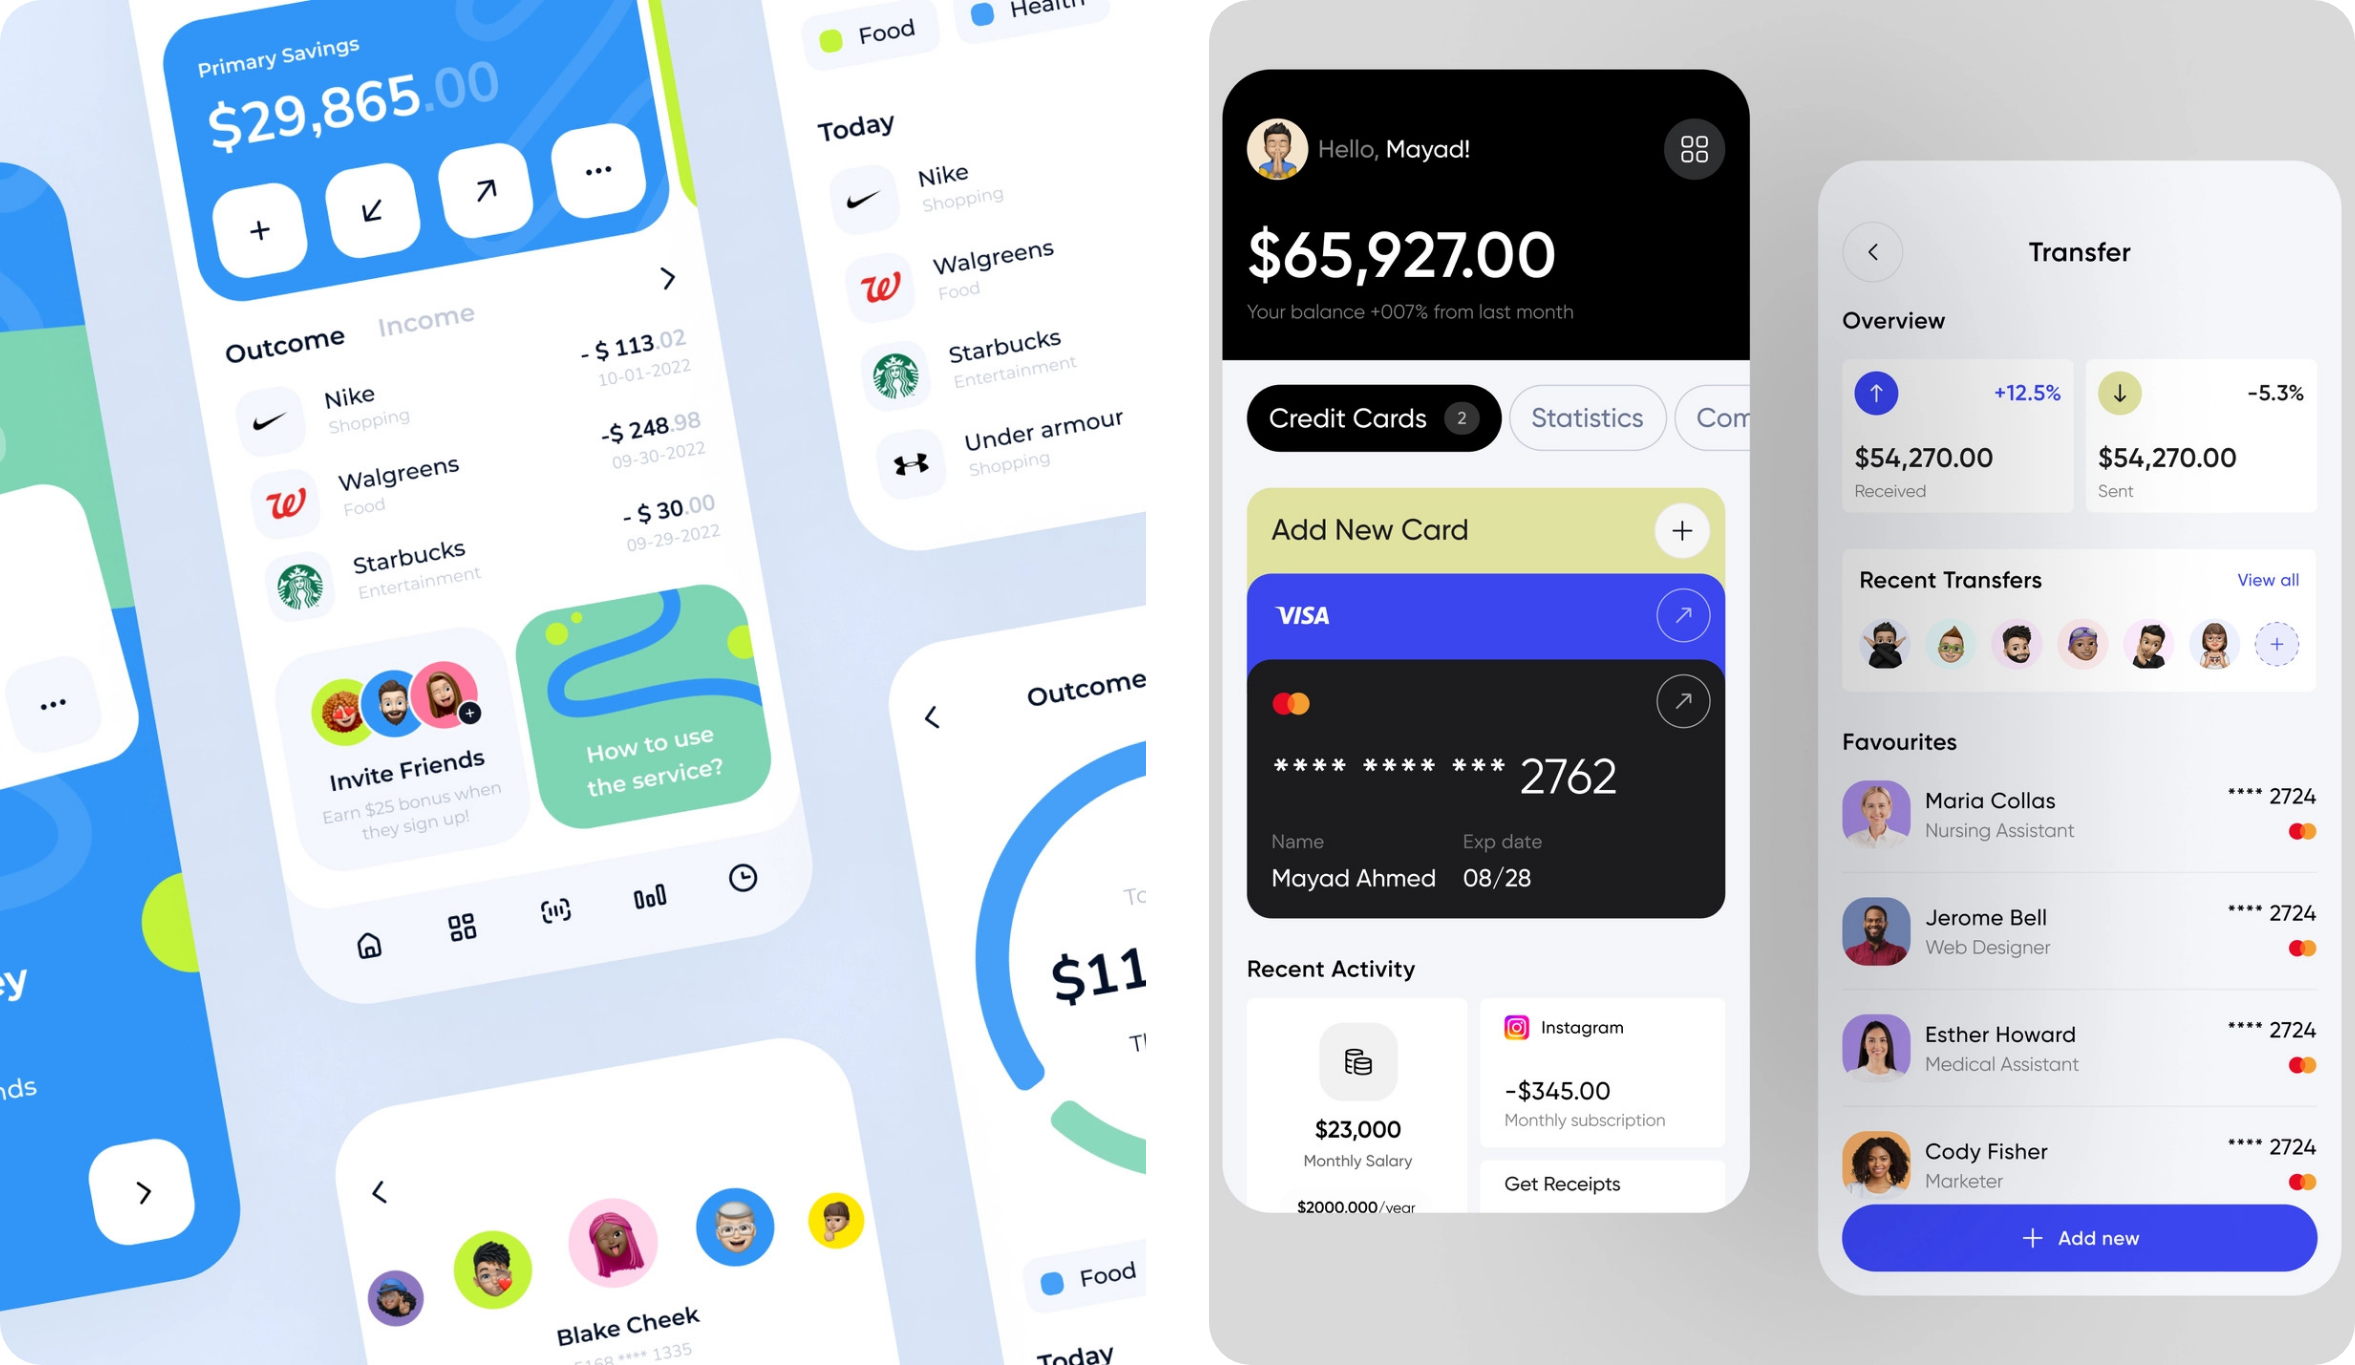 Primary Savings
$29,865.00
Outcome
Income
Nike
Shopping
- $ 113.02
10-01-2022
Walgreens
Food
-$ 248.98
09-30-2022
Starbucks
Entertainment
- $ 30.00
09-29-2022
Invite Friends
Earn $25 bonus when
they sign up!
How to use
the service?
ey
nds
Blake Cheek
5168 **** 1335
Food
Health
Today
Nike
Shopping
Walgreens
Food
Starbucks
Entertainment
Under armour
Shopping
Outcome
To
$11
Th
Food
Today
Hello, Mayad!
$65,927.00
Your balance +007% from last month
Credit Cards 2
Statistics
Com
Add New Card
VISA
**** **** *** 2762
Name
Exp date
Mayad Ahmed
08/28
Recent Activity
$23,000
Monthly Salary
$2000.000/year
Instagram
-$345.00
Monthly subscription
Get Receipts
Transfer
Overview
+12.5%
$54,270.00
Received
-5.3%
$54,270.00
Sent
Recent Transfers
View all
Favourites
Maria Collas
Nursing Assistant
**** 2724
Jerome Bell
Web Designer
**** 2724
Esther Howard
Medical Assistant
**** 2724
Cody Fisher
Marketer
**** 2724
Add new